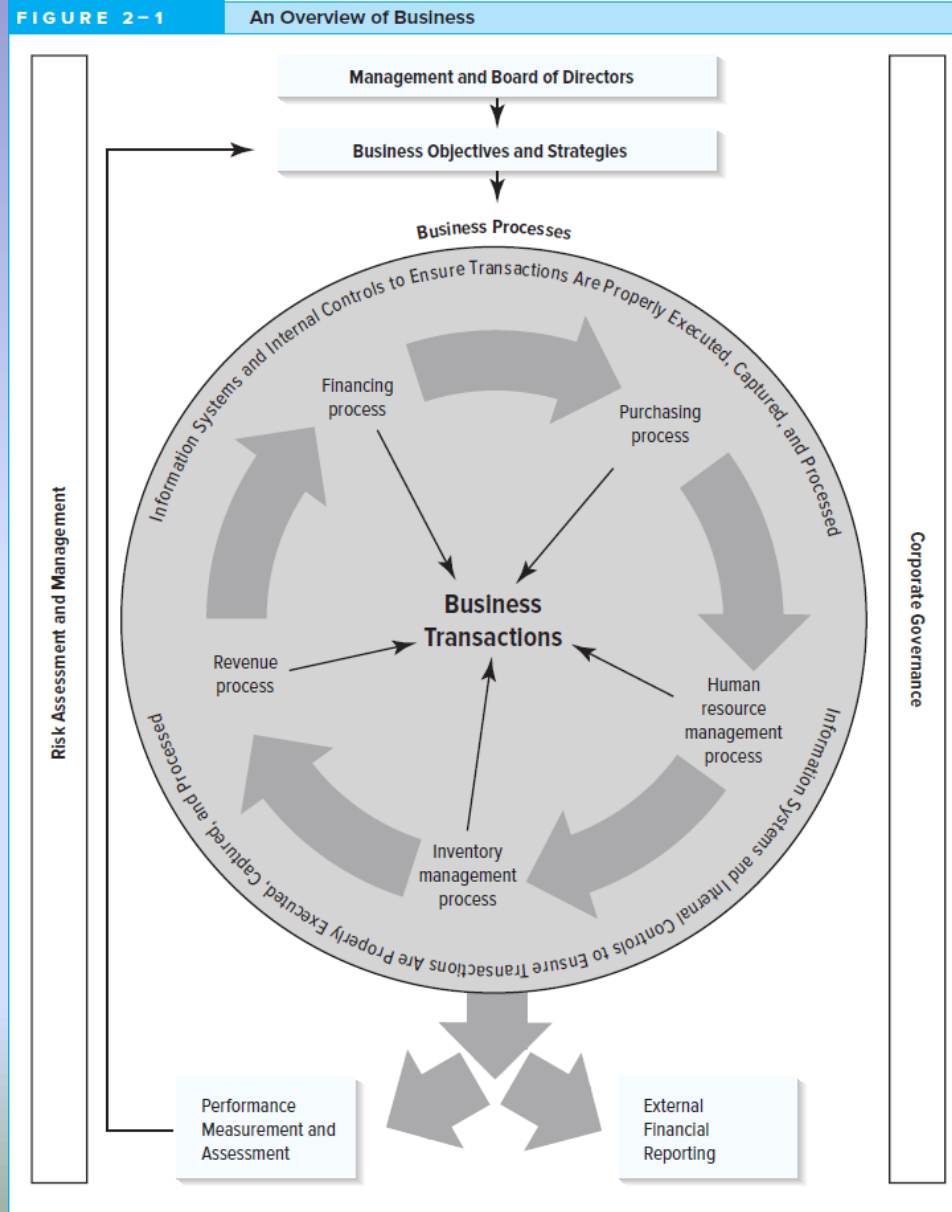 FIGURE 2–1
An Overview of Business
Management and Board of Directors
Business Objectives and Strategies
Business Processes
Information Systems and Internal Controls to Ensure Transactions Are Properly Executed, Captured, and Processed
Financing
process
Purchasing
process
Business
Transactions
Revenue
process
Human
resource
management
process
Inventory
management
process
Information Systems and Internal Controls to Ensure Transactions Are Properly Executed, Captured, and Processed
Risk Assessment and Management
Corporate Governance
Performance
Measurement and
Assessment
External
Financial
Reporting